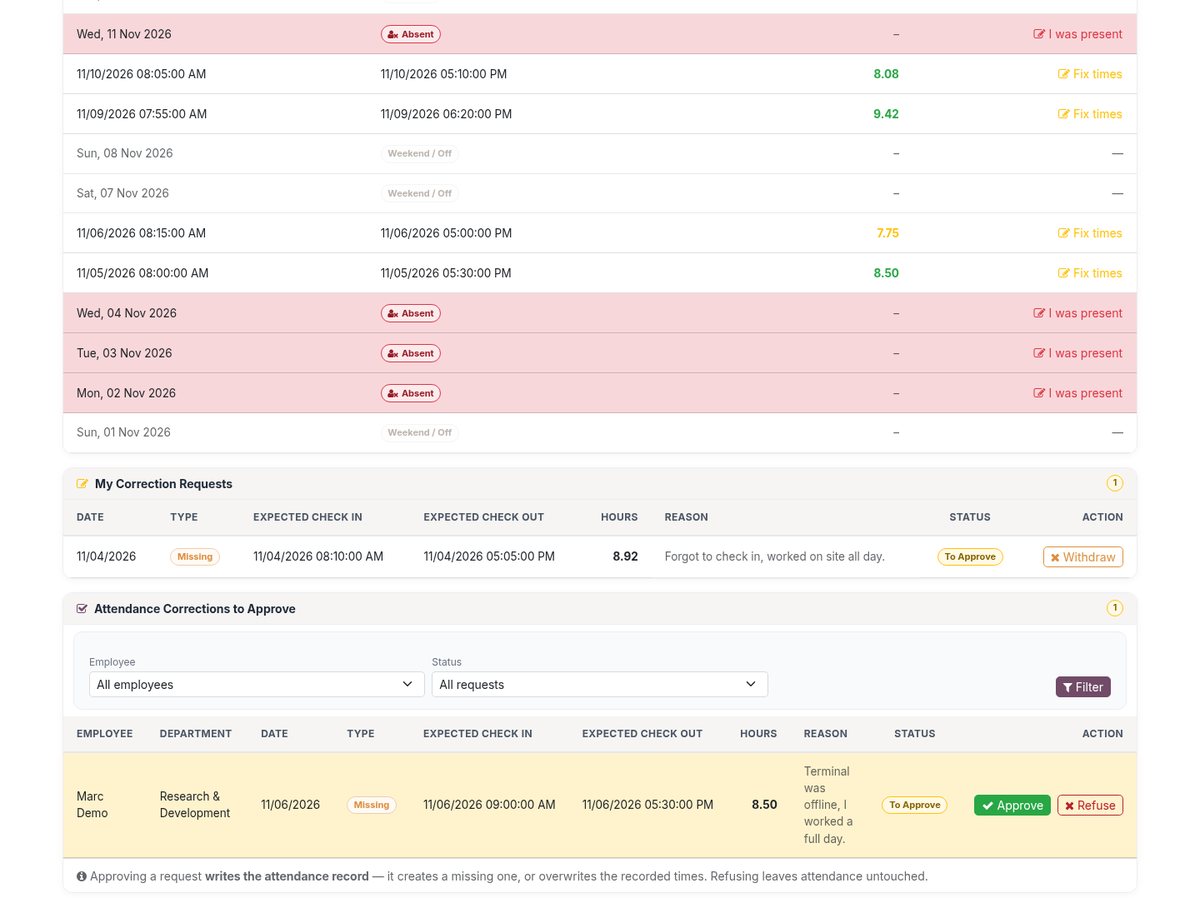 Wed, 11 Nov 2026 Absent – I was present
11/10/2026 08:05:00 AM 11/10/2026 05:10:00 PM 8.08 Fix times
11/09/2026 07:55:00 AM 11/09/2026 06:20:00 PM 9.42 Fix times
Sun, 08 Nov 2026 Weekend / Off – —
Sat, 07 Nov 2026 Weekend / Off – —
11/06/2026 08:15:00 AM 11/06/2026 05:00:00 PM 7.75 Fix times
11/05/2026 08:00:00 AM 11/05/2026 05:30:00 PM 8.50 Fix times
Wed, 04 Nov 2026 Absent – I was present
Tue, 03 Nov 2026 Absent – I was present
Mon, 02 Nov 2026 Absent – I was present
Sun, 01 Nov 2026 Weekend / Off – —
My Correction Requests 1
DATE TYPE EXPECTED CHECK IN EXPECTED CHECK OUT HOURS REASON STATUS ACTION
11/04/2026 Missing 11/04/2026 08:10:00 AM 11/04/2026 05:05:00 PM 8.92 Forgot to check in, worked on site all day. To Approve Withdraw
Attendance Corrections to Approve 1
Employee Status
All employees All requests Filter
EMPLOYEE DEPARTMENT DATE TYPE EXPECTED CHECK IN EXPECTED CHECK OUT HOURS REASON STATUS ACTION
Marc
Demo
Research &
Development
11/06/2026 Missing 11/06/2026 09:00:00 AM 11/06/2026 05:30:00 PM 8.50
Terminal
was
offline, I
worked a
full day.
To Approve Approve Refuse
Approving a request writes the attendance record — it creates a missing one, or overwrites the recorded times. Refusing leaves attendance untouched.